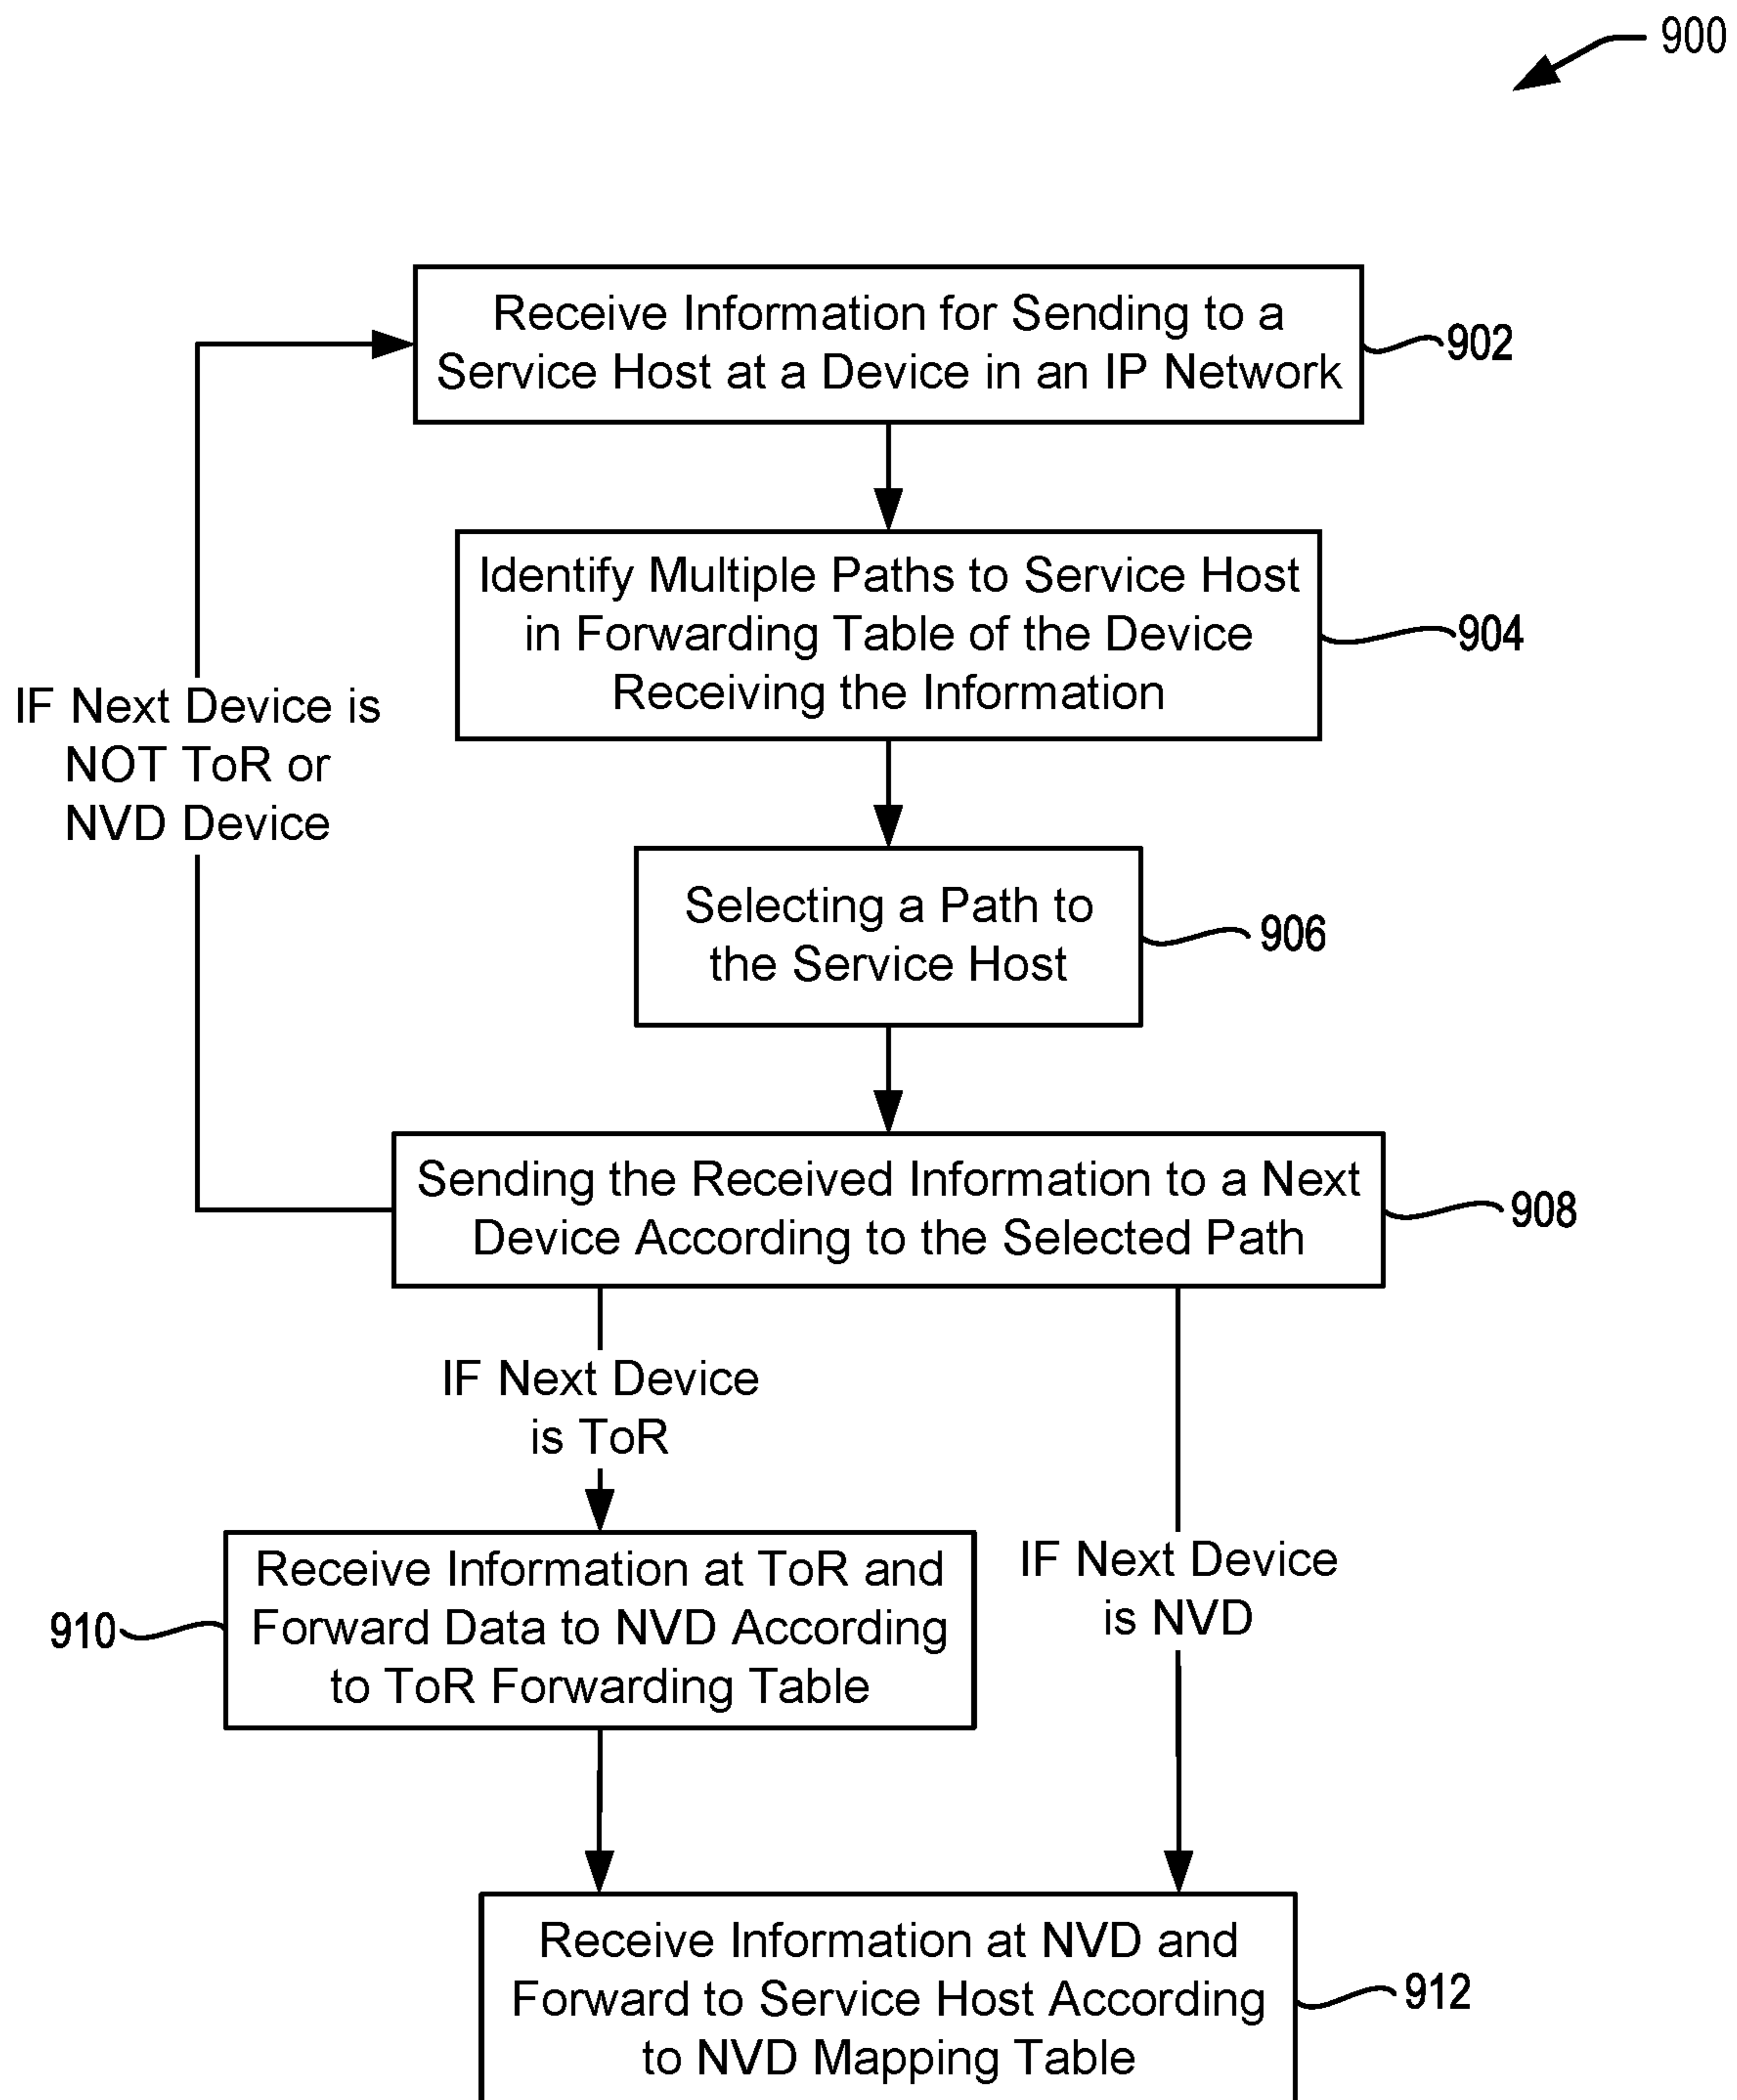 900
Receive Information for Sending to a
Service Host at a Device in an IP Network
902
Identify Multiple Paths to Service Host
in Forwarding Table of the Device
Receiving the Information
904
IF Next Device is
NOT ToR or
NVD Device
Selecting a Path to
the Service Host
906
Sending the Received Information to a Next
Device According to the Selected Path
908
IF Next Device
is ToR
IF Next Device
is NVD
910
Receive Information at ToR and
Forward Data to NVD According
to ToR Forwarding Table
Receive Information at NVD and
Forward to Service Host According
to NVD Mapping Table
912